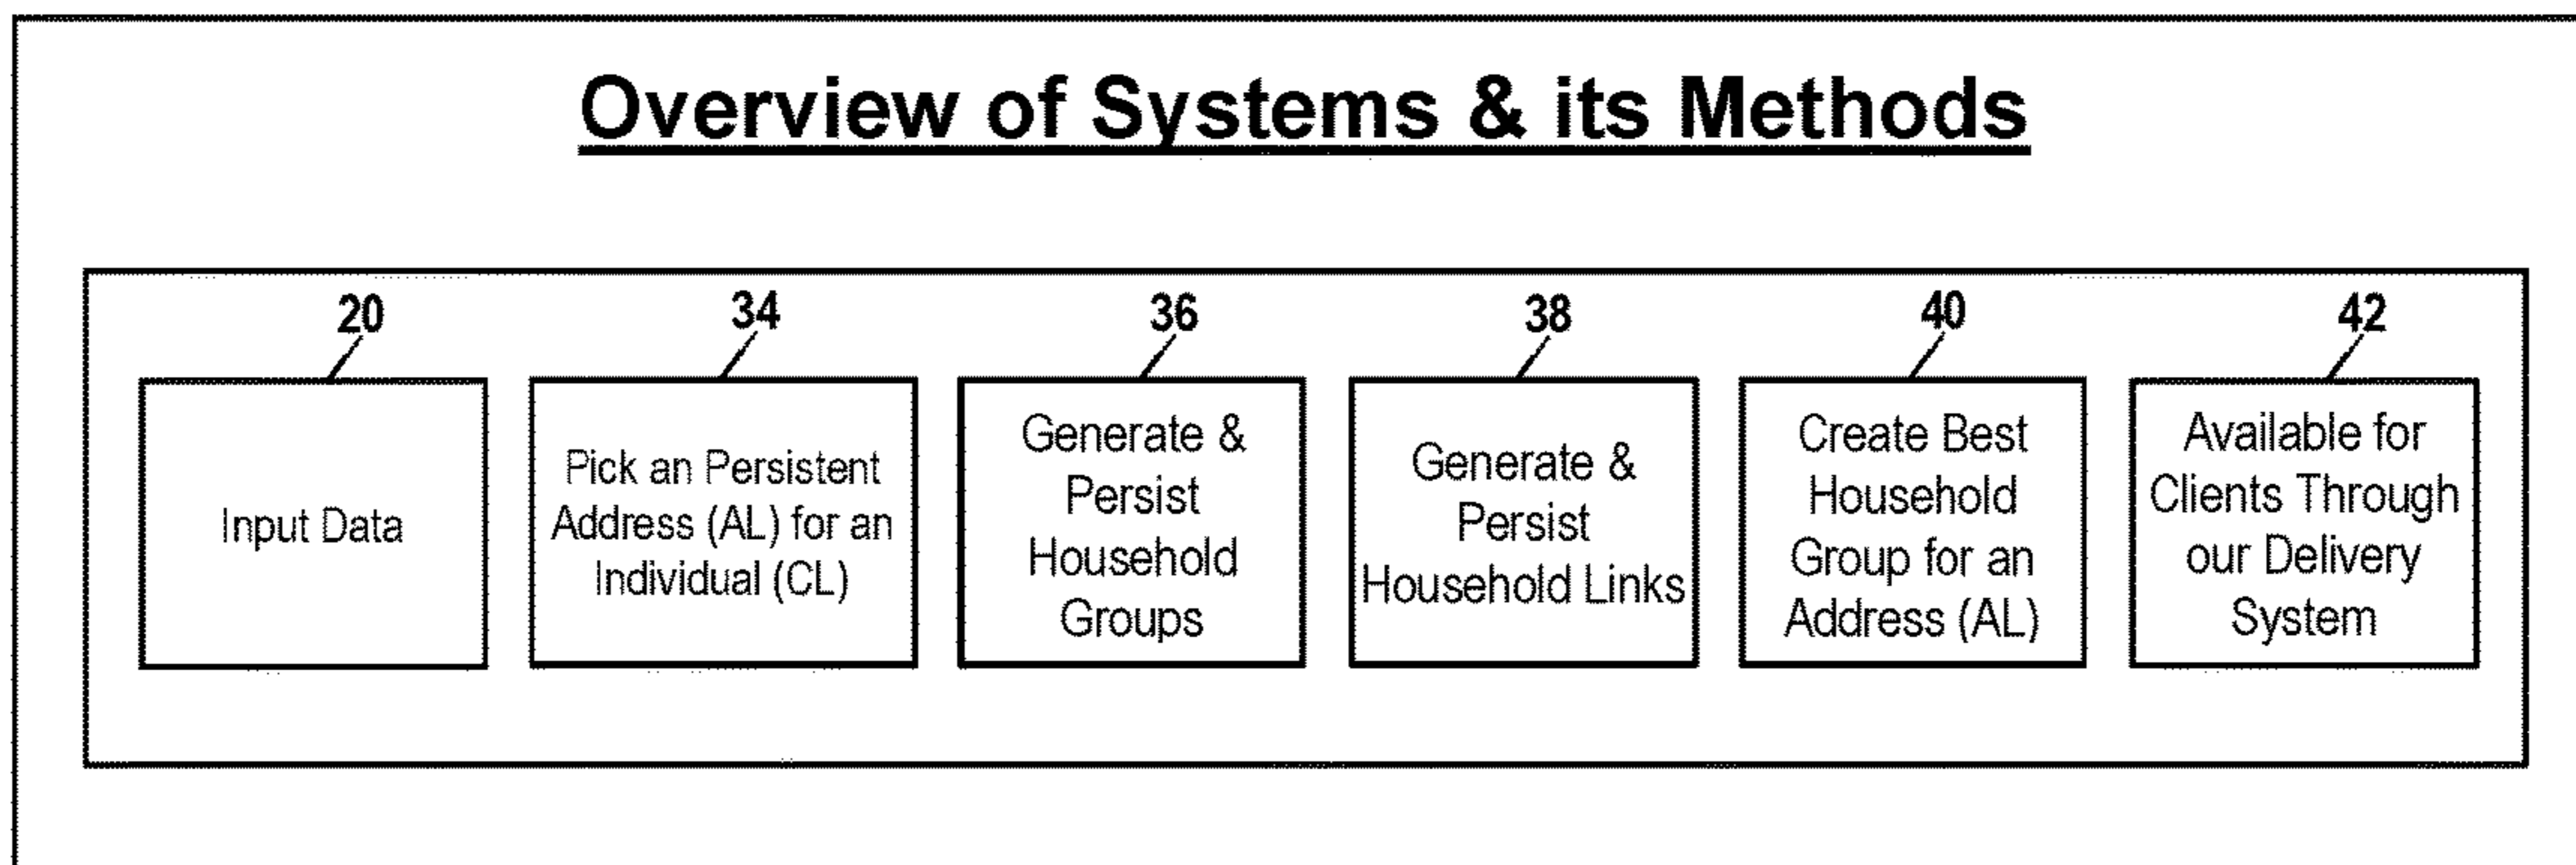 Overview of Systems & its Methods
20
Input Data
34
Pick an Persistent
Address (AL) for an
Individual (CL)
36
Generate &
Persist
Household
Groups
38
Generate &
Persist
Household Links
40
Create Best
Household
Group for an
Address (AL)
42
Available for
Clients Through
our Delivery
System